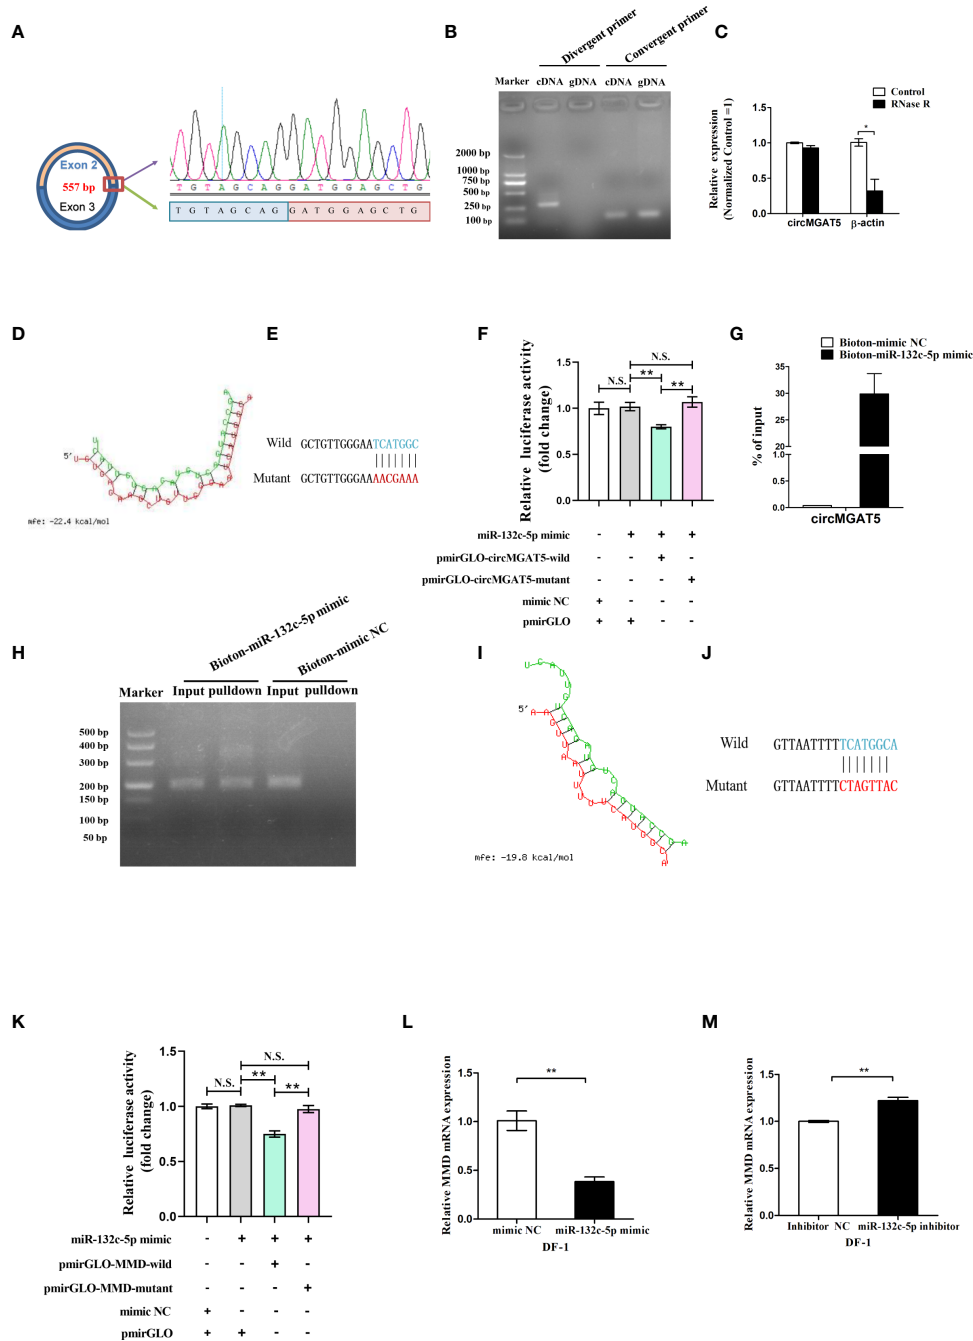 A
Exon 2
557 bp
Exon 3
T G T A G C A G G A T G G A G C T G
T G T A G C A G G A T G G A G C T G
B
Divergent primer
Convergent primer
Marker cDNA gDNA cDNA gDNA
2000 bp
1000 bp
750 bp
500 bp
250 bp
100 bp
C
Control
RNase R
Relative expression
(Normalized Control =1)
1.5
1.0
0.5
0.0
*
circMGAT5 β-actin
D
5'
mfe: -22.4 kcal/mol
E
Wild GCTGTTGGGAATCATGGC
Mutant GCTGTTGGGAAAACGAAA
F
Relative luciferase activity
(fold change)
1.5
1.0
0.5
0.0
N.S.
N.S.
**
**
miR-132c-5p mimic - + + +
pmirGLO-circMGAT5-wild - - + -
pmirGLO-circMGAT5-mutant - - - +
mimic NC + - - -
pmirGLO + + - -
G
Bioton-mimic NC
Bioton-miR-132c-5p mimic
% of input
35
30
25
20
1.0
0.5
0.0
circMGAT5
H
Bioton-miR-132c-5p mimic
Bioton-mimic NC
Marker Input pulldown Input pulldown
500 bp
400 bp
300 bp
200 bp
150 bp
100 bp
50 bp
I
5'
mfe: -19.8 kcal/mol
J
Wild GTTAATTTTTCATGGCA
Mutant GTTAATTTTCTAGTTAC
K
Relative luciferase activity
(fold change)
1.5
1.0
0.5
0.0
N.S.
N.S.
**
**
miR-132c-5p mimic - + + +
pmirGLO-MMD-wild - - + -
pmirGLO-MMD-mutant - - - +
mimic NC + - - -
pmirGLO + + - -
L
Relative MMD mRNA expression
1.5
1.0
0.5
0.0
**
mimic NC miR-132c-5p mimic
DF-1
M
Relative MMD mRNA expression
1.5
1.0
0.5
0.0
**
Inhibitor NC miR-132c-5p inhibitor
DF-1